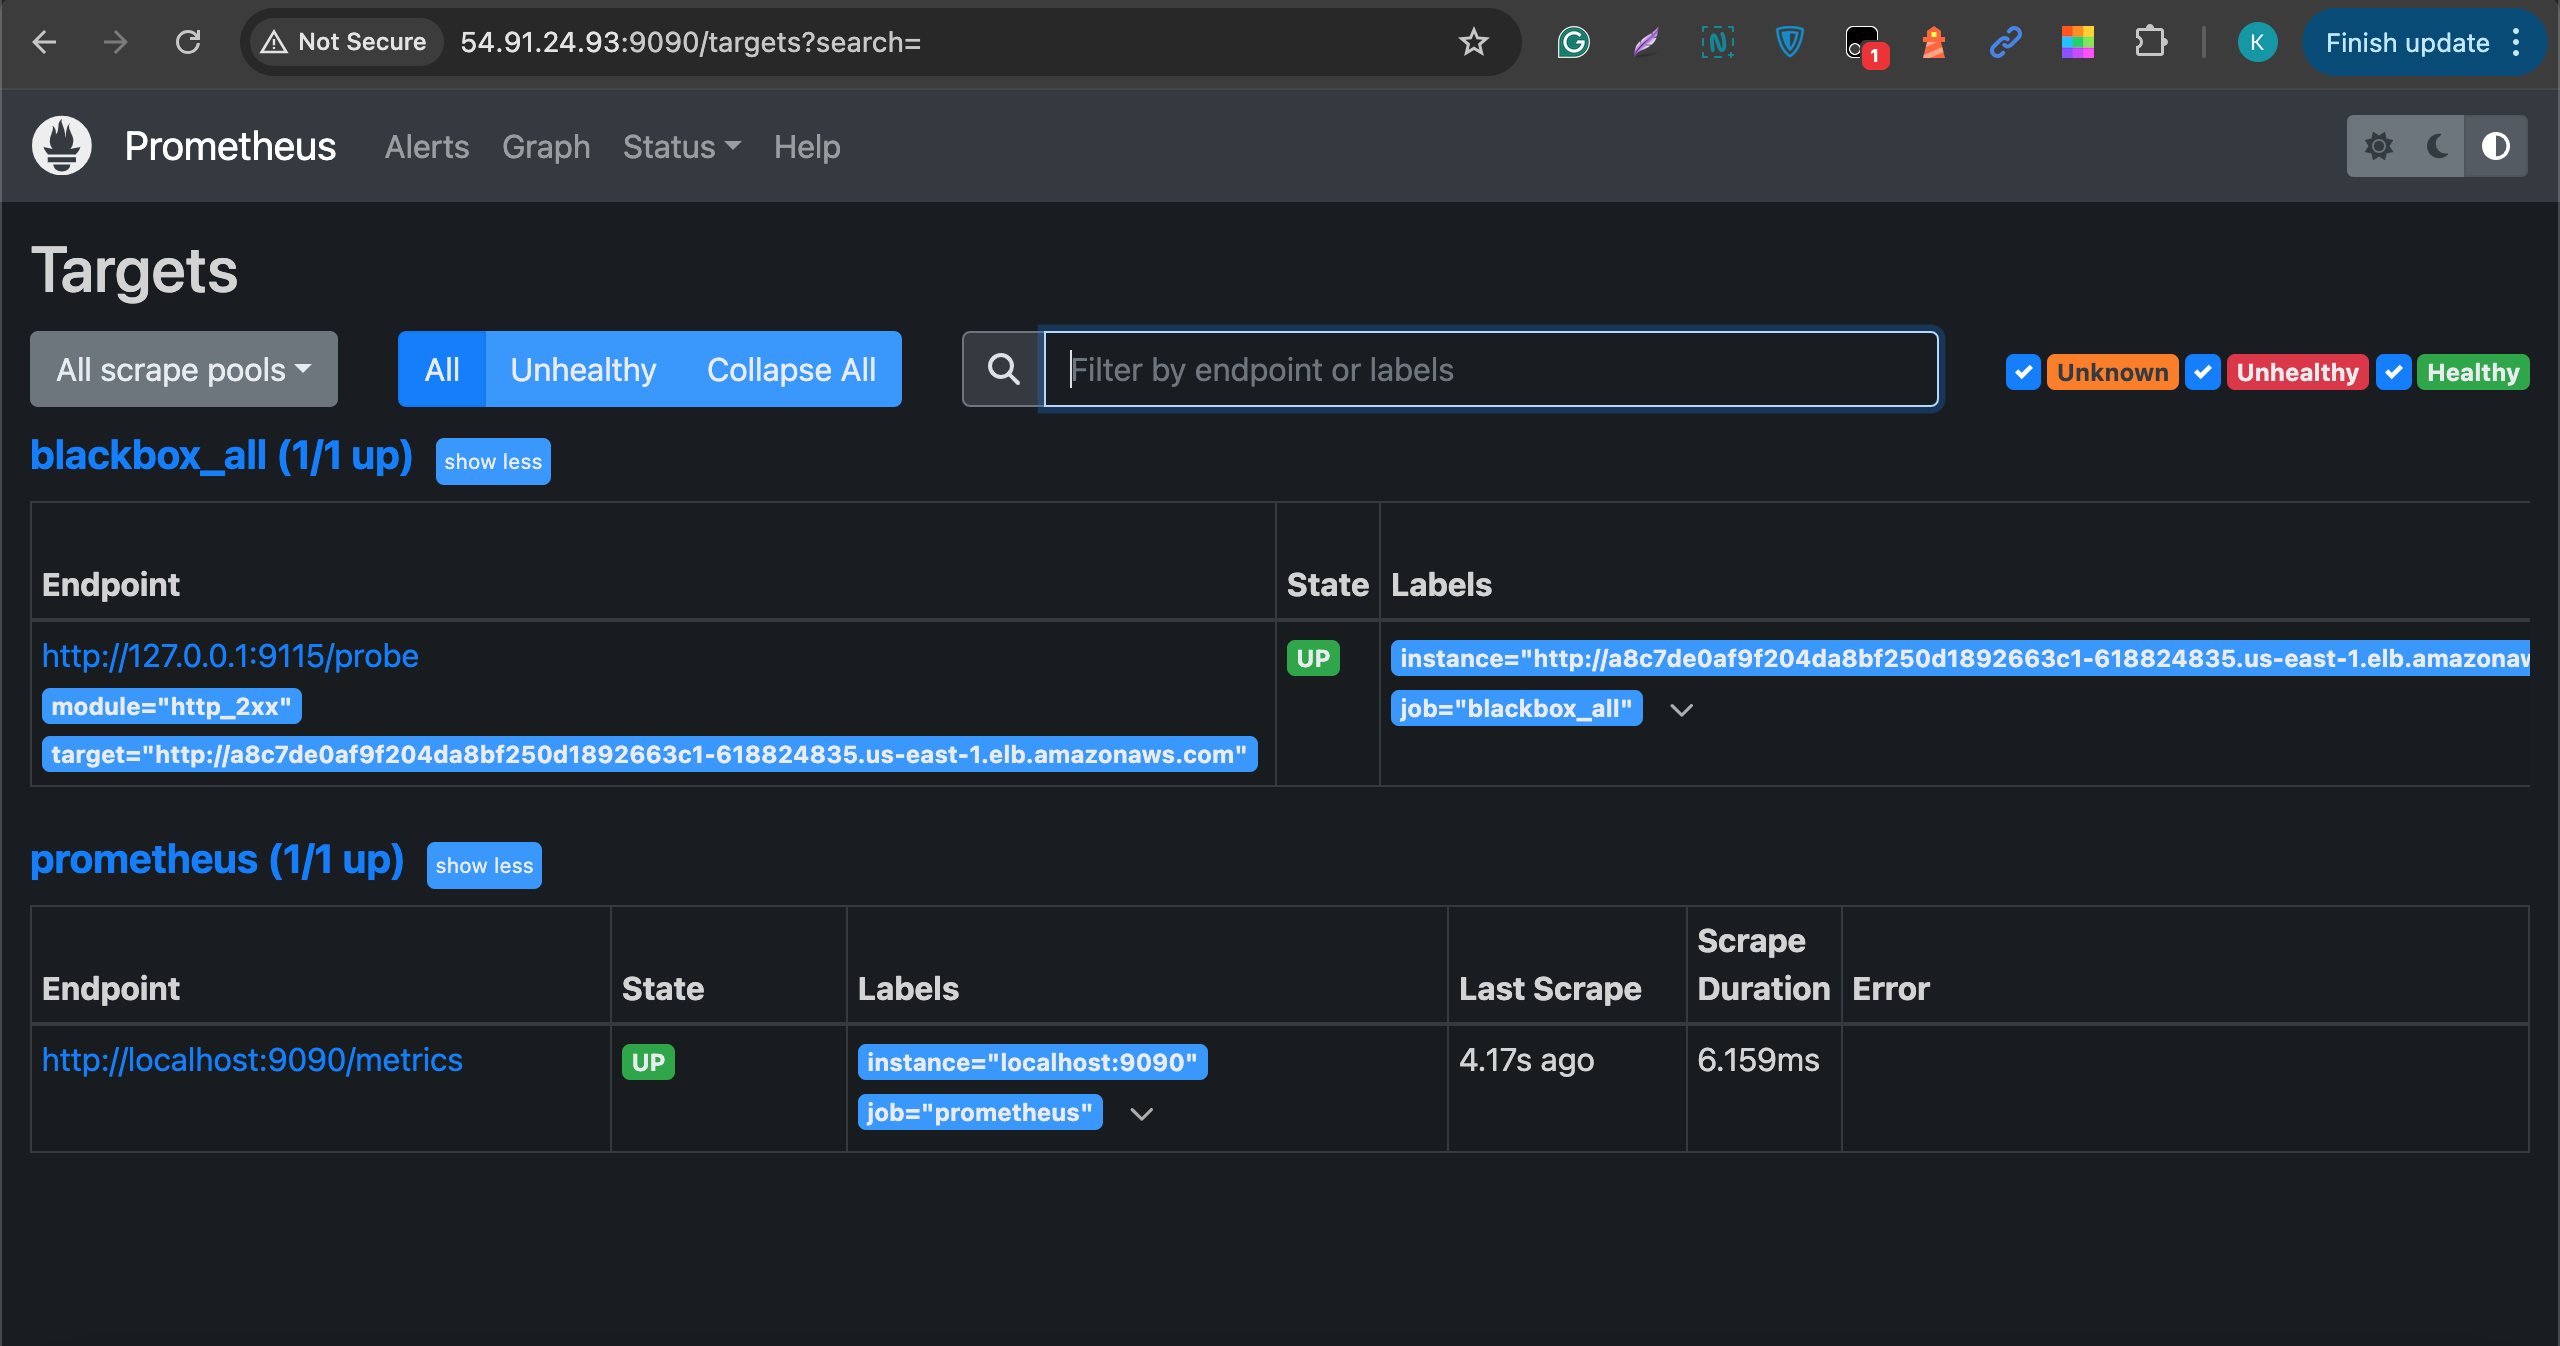 Not Secure 54.91.24.93:9090/targets?search= 1 K Finish update
Prometheus Alerts Graph Status Help
Targets
All scrape pools All Unhealthy Collapse All Filter by endpoint or labels Unknown Unhealthy Healthy
blackbox_all (1/1 up) show less
Endpoint State Labels
http://127.0.0.1:9115/probe UP instance="http://a8c7de0af9f204da8bf250d1892663c1-618824835.us-east-1.elb.amazonaw
module="http_2xx" job="blackbox_all"
target="http://a8c7de0af9f204da8bf250d1892663c1-618824835.us-east-1.elb.amazonaws.com"
prometheus (1/1 up) show less
Endpoint State Labels Last Scrape Scrape Duration Error
http://localhost:9090/metrics UP instance="localhost:9090" 4.17s ago 6.159ms
job="prometheus"